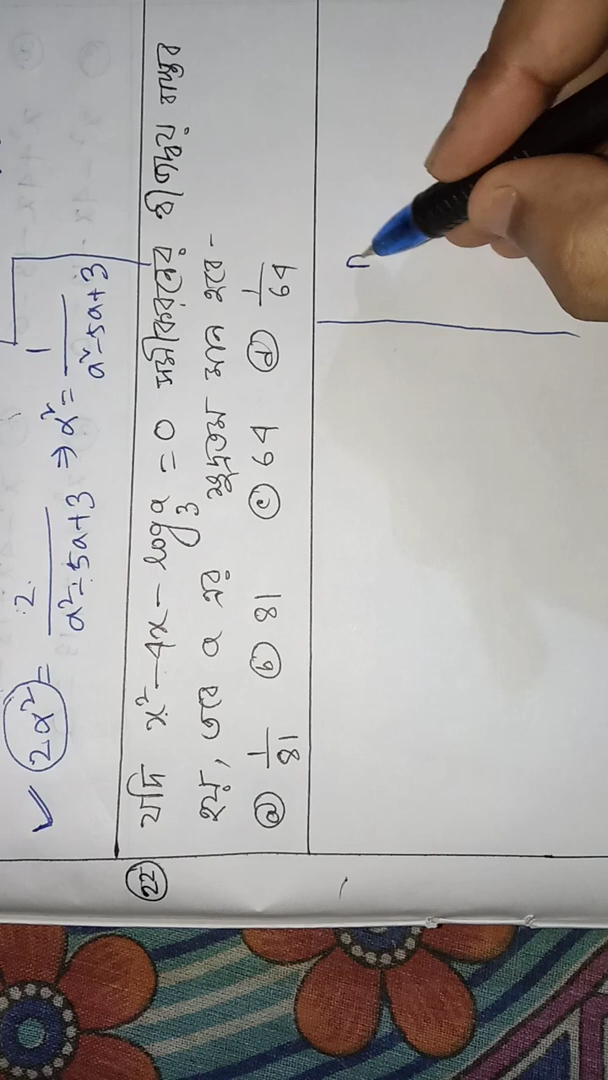 ✓ 2α² = 2/(a²-5a+3) ⇒ α² = 1/(a²-5a+3)
(22) যদি x² - 4x - log₃a = 0 সমীকরণের বীজদ্বয় বাস্তব
হয়, তবে a এর ক্ষুদ্রতম মান হবে -
(a) 1/81 (b) 81 (c) 64 (d) 1/64